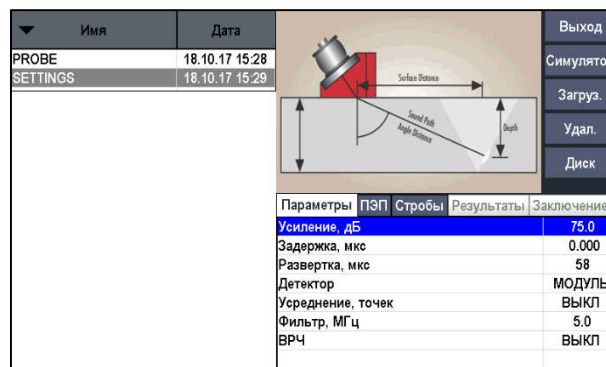 Имя Дата
PROBE 18.10.17 15:28
SETTINGS 18.10.17 15:29
Surface Distance
Sound Path
Angle Distance
Depth
Выход
Симулято
Загруз.
Удал.
Диск
Параметры ПЭП Стробы Результаты Заключение
Усиление, дБ 75.0
Задержка, мкс 0.000
Развертка, мкс 58
Детектор МОДУЛЬ
Усреднение, точек ВЫКЛ
Фильтр, МГц 5.0
ВРЧ ВЫКЛ